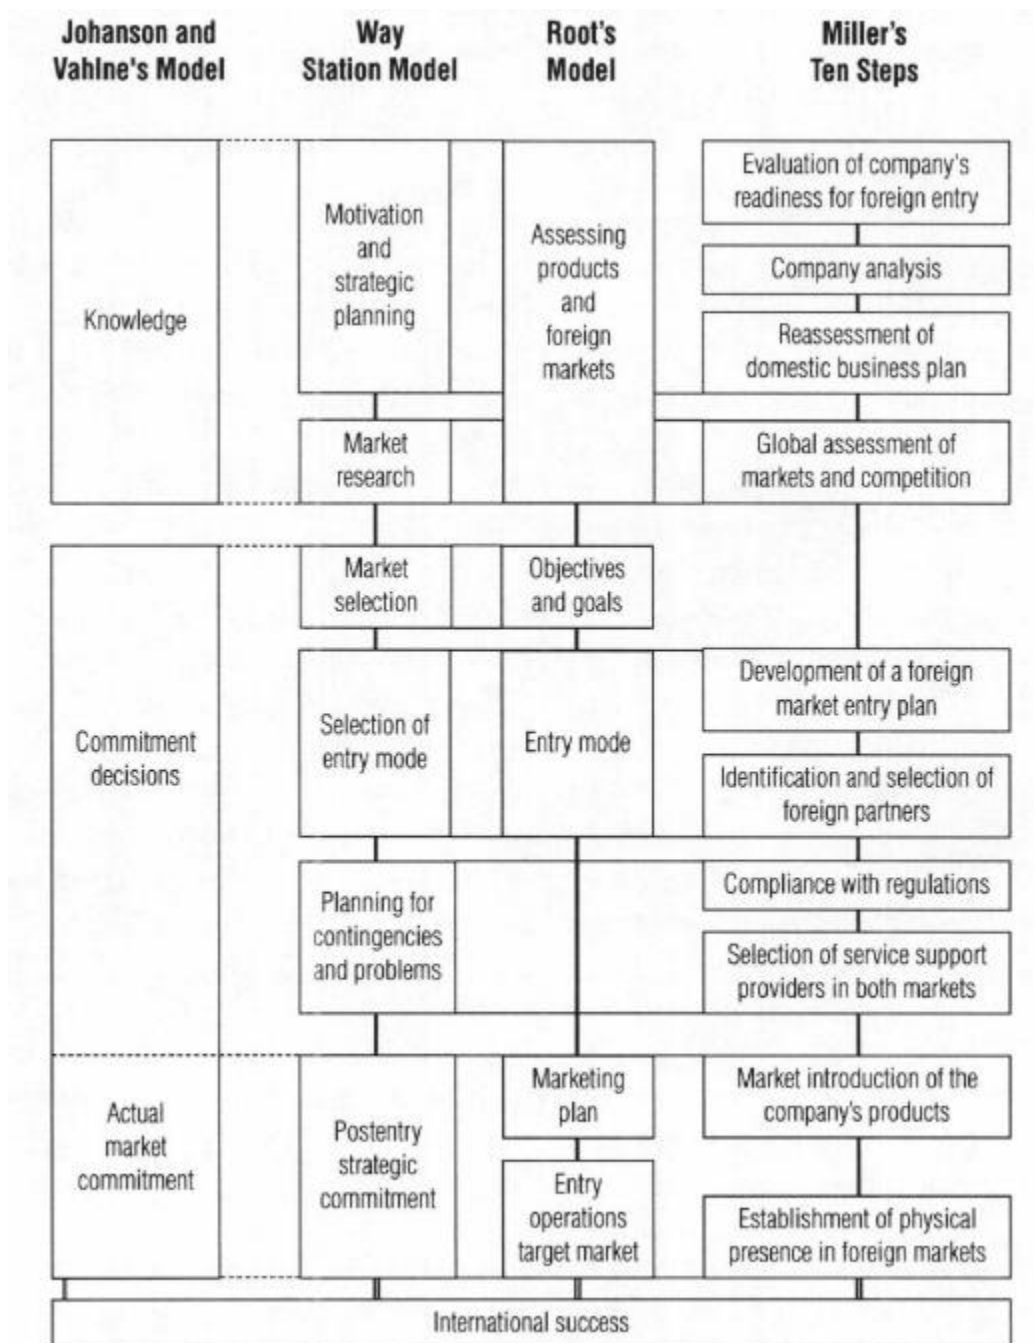 Johanson and
Vahlne's Model
Way
Station Model
Root's
Model
Miller's
Ten Steps
Knowledge
Motivation
and
strategic
planning
Market
research
Assessing
products
and
foreign
markets
Evaluation of company's
readiness for foreign entry
Company analysis
Reassessment of
domestic business plan
Global assessment of
markets and competition
Commitment
decisions
Market
selection
Objectives
and goals
Selection of
entry mode
Entry mode
Development of a foreign
market entry plan
Identification and selection of
foreign partners
Planning for
contingencies
and problems
Compliance with regulations
Selection of service support
providers in both markets
Actual
market
commitment
Postentry
strategic
commitment
Marketing
plan
Entry
operations
target market
Market introduction of the
company's products
Establishment of physical
presence in foreign markets
International success